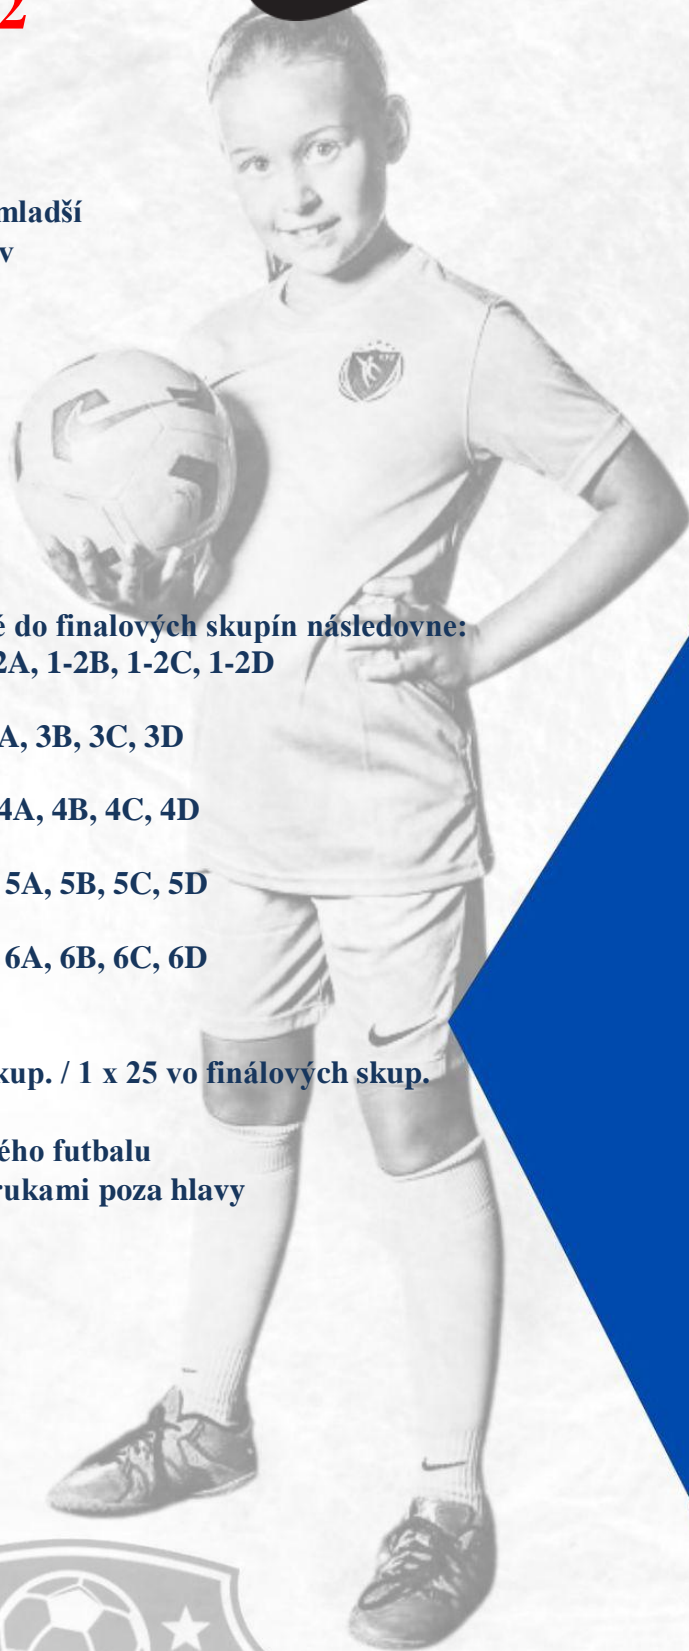 2
mladší
v
é do finalových skupín následovne:
2A, 1-2B, 1-2C, 1-2D
A, 3B, 3C, 3D
4A, 4B, 4C, 4D
5A, 5B, 5C, 5D
6A, 6B, 6C, 6D
kup. / 1 x 25 vo finálových skup.
ého futbalu
rukami poza hlavy